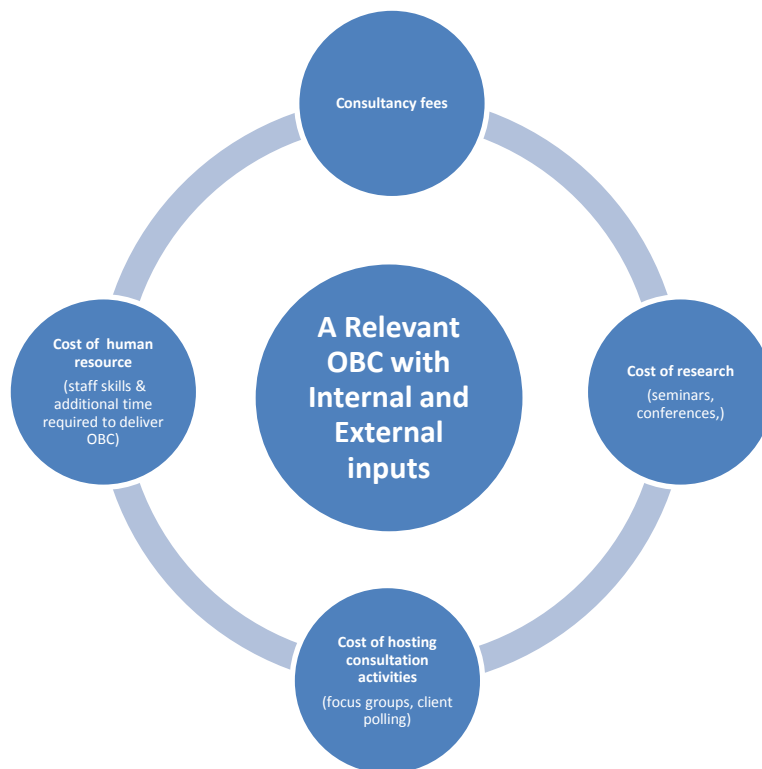 Consultancy fees
Cost of human
resource
(staff skills &
additional time
required to deliver
OBC)
A Relevant
OBC with
Internal and
External
inputs
Cost of research
(seminars,
conferences,)
Cost of hosting
consultation
activities
(focus groups, client
polling)